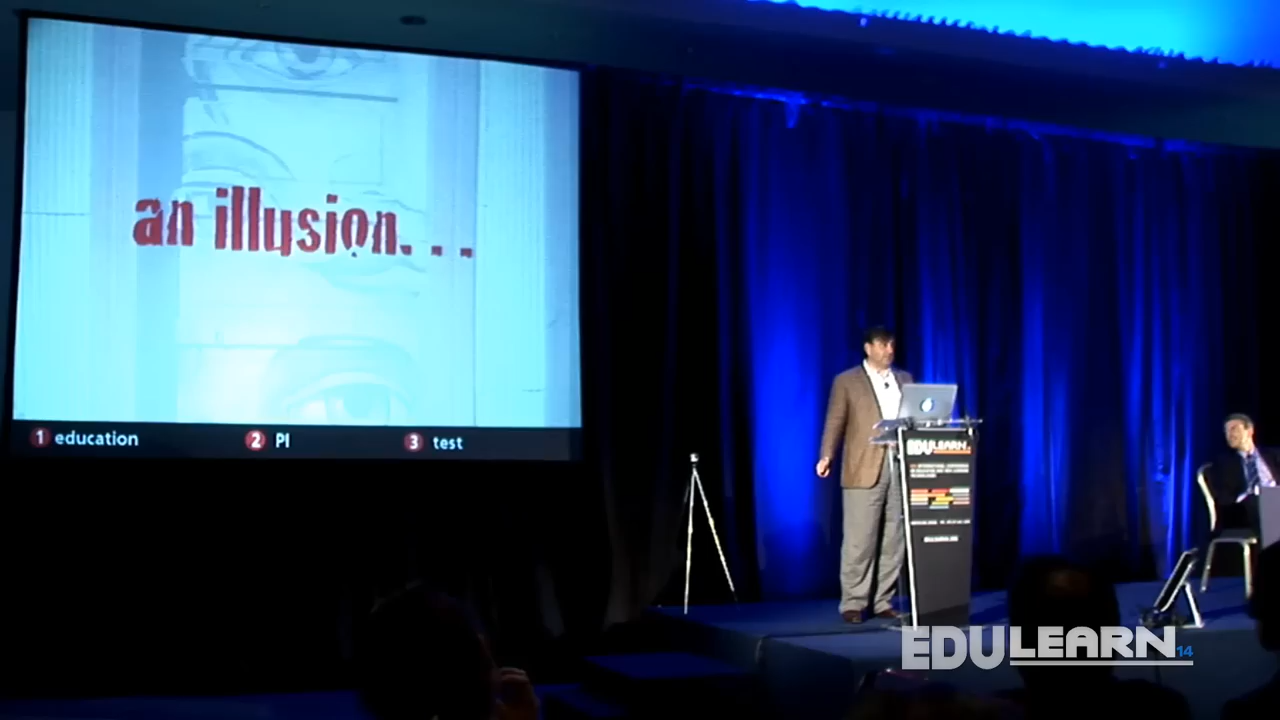 an illusion...
1 education
2 PI
3 test
EDULEARN
EDULEARN14